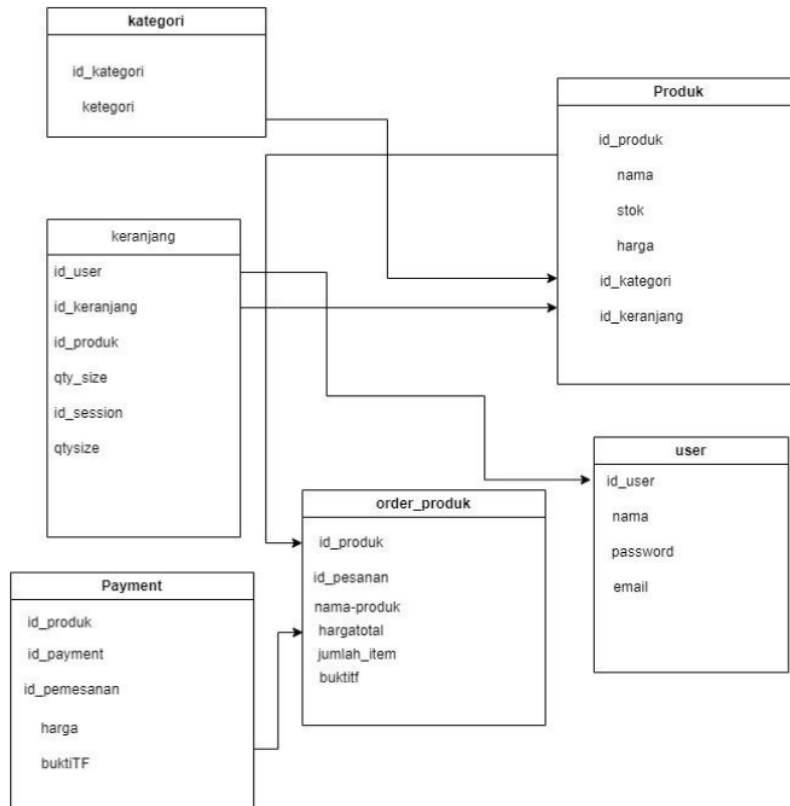 kategori
id_kategori
ketegori
Produk
id_produk
nama
stok
harga
id_kategori
id_keranjang
keranjang
id_user
id_keranjang
id_produk
qty_size
id_session
qtysize
user
id_user
nama
password
email
order_produk
id_produk
id_pesanan
nama-produk
hargatotal
jumlah_item
buktitf
Payment
id_produk
id_payment
id_pemesanan
harga
buktiTF